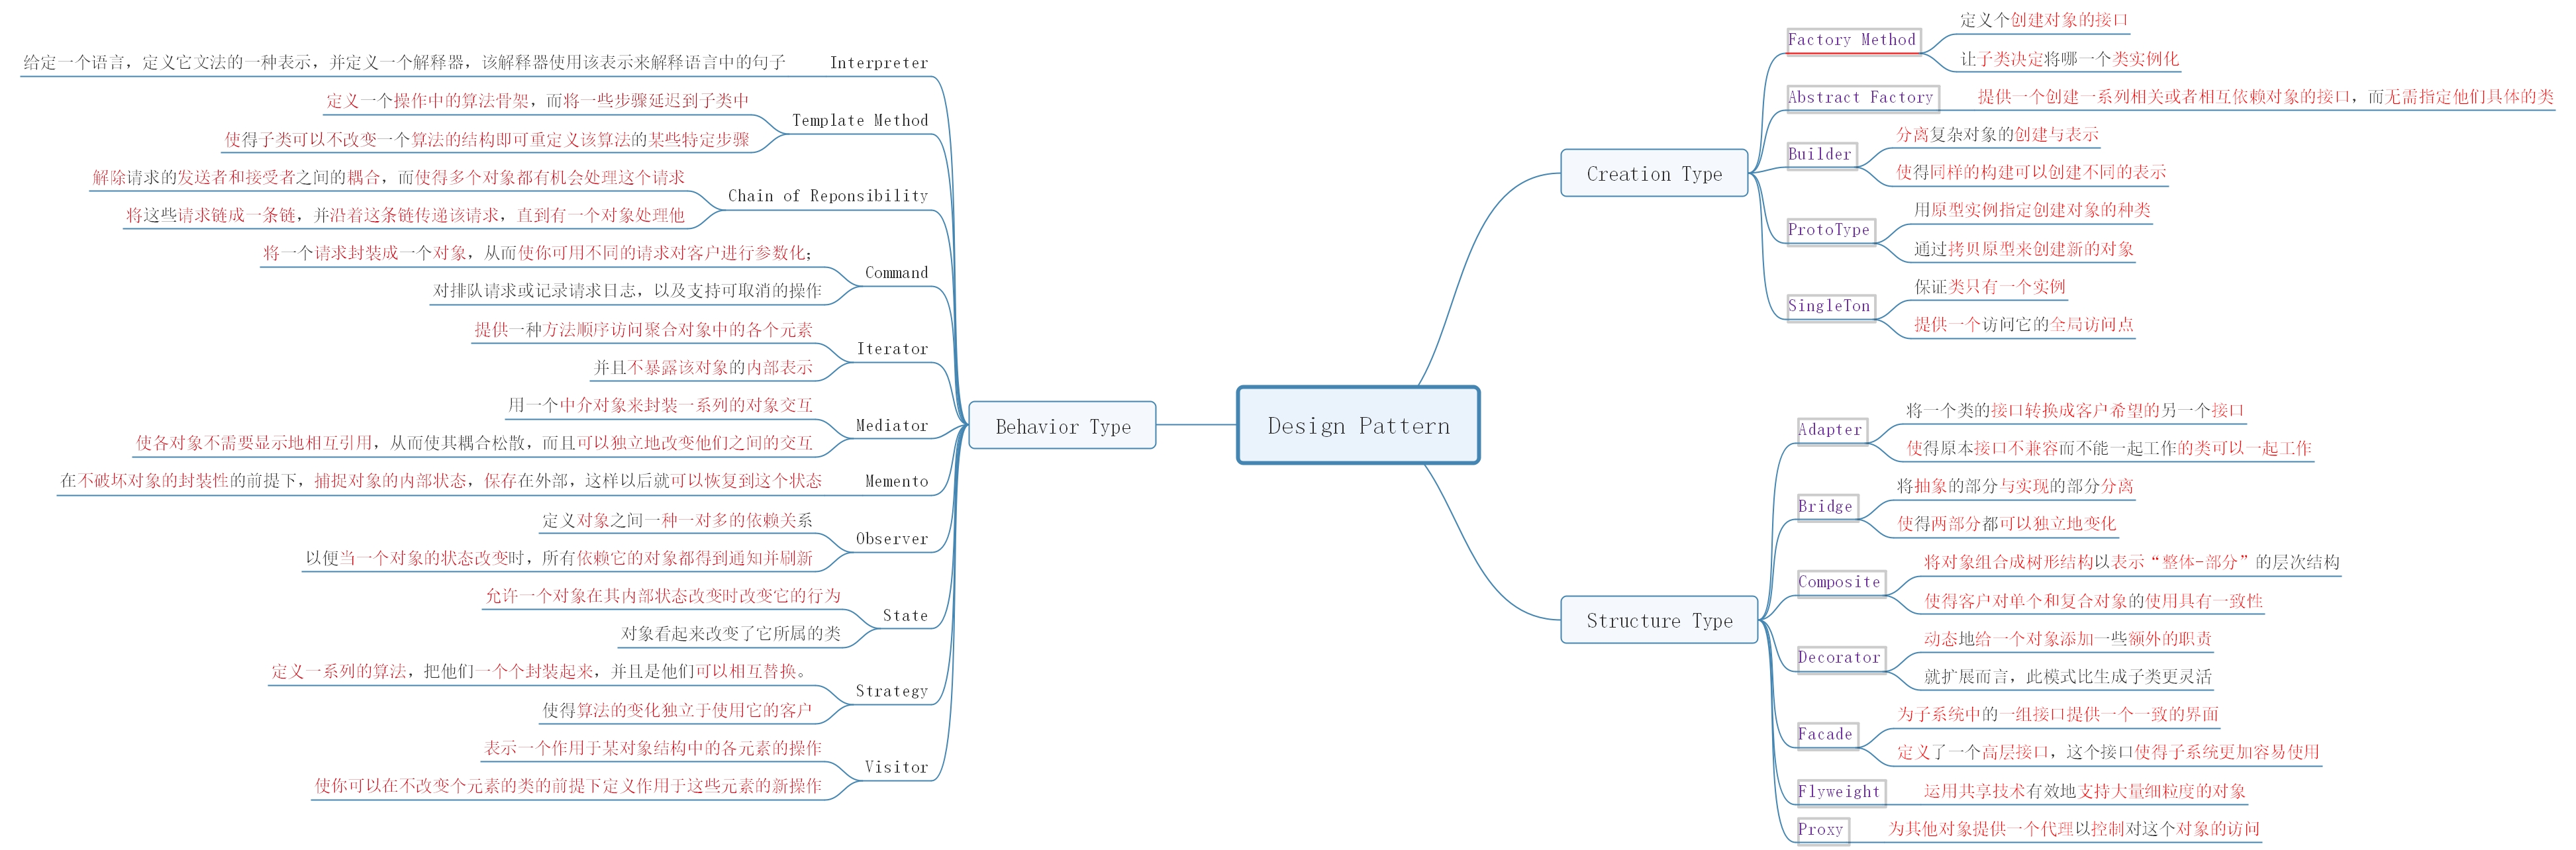 Design Pattern
Behavior Type
Interpreter
给定一个语言，定义它文法的一种表示，并定义一个解释器，该解释器使用该表示来解释语言中的句子
Template Method
定义一个操作中的算法骨架，而将一些步骤延迟到子类中
使得子类可以不改变一个算法的结构即可重定义该算法的某些特定步骤
Chain of Reponsibility
解除请求的发送者和接受者之间的耦合，而使得多个对象都有机会处理这个请求
将这些请求链成一条链，并沿着这条链传递该请求，直到有一个对象处理他
Command
将一个请求封装成一个对象，从而使你可用不同的请求对客户进行参数化；
对排队请求或记录请求日志，以及支持可取消的操作
Iterator
提供一种方法顺序访问聚合对象中的各个元素
并且不暴露该对象的内部表示
Mediator
用一个中介对象来封装一系列的对象交互
使各对象不需要显示地相互引用，从而使其耦合松散，而且可以独立地改变他们之间的交互
Memento
在不破坏对象的封装性的前提下，捕捉对象的内部状态，保存在外部，这样以后就可以恢复到这个状态
Observer
定义对象之间一种一对多的依赖关系
以便当一个对象的状态改变时，所有依赖它的对象都得到通知并刷新
State
允许一个对象在其内部状态改变时改变它的行为
对象看起来改变了它所属的类
Strategy
定义一系列的算法，把他们一个个封装起来，并且是他们可以相互替换。
使得算法的变化独立于使用它的客户
Visitor
表示一个作用于某对象结构中的各元素的操作
使你可以在不改变个元素的类的前提下定义作用于这些元素的新操作
Creation Type
Factory Method
定义个创建对象的接口
让子类决定将哪一个类实例化
Abstract Factory
提供一个创建一系列相关或者相互依赖对象的接口，而无需指定他们具体的类
Builder
分离复杂对象的创建与表示
使得同样的构建可以创建不同的表示
ProtoType
用原型实例指定创建对象的种类
通过拷贝原型来创建新的对象
SingleTon
保证类只有一个实例
提供一个访问它的全局访问点
Structure Type
Adapter
将一个类的接口转换成客户希望的另一个接口
使得原本接口不兼容而不能一起工作的类可以一起工作
Bridge
将抽象的部分与实现的部分分离
使得两部分都可以独立地变化
Composite
将对象组合成树形结构以表示“整体-部分”的层次结构
使得客户对单个和复合对象的使用具有一致性
Decorator
动态地给一个对象添加一些额外的职责
就扩展而言，此模式比生成子类更灵活
Facade
为子系统中的一组接口提供一个一致的界面
定义了一个高层接口，这个接口使得子系统更加容易使用
Flyweight
运用共享技术有效地支持大量细粒度的对象
Proxy
为其他对象提供一个代理以控制对这个对象的访问